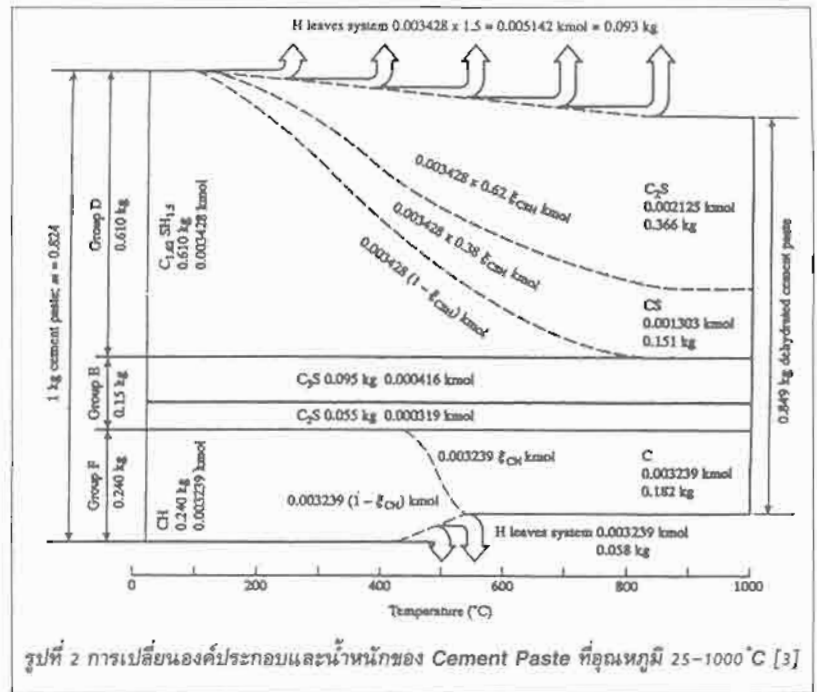 H leaves system 0.003428 x 1.5 = 0.005142 kmol = 0.093 kg
1 kg cement paste; m = 0.824
Group D
0.610 kg
C₁.₆₂ SH₁.₅
0.610 kg
0.003428 kmol
0.003428 x 0.62 ξCSH kmol
0.003428 x 0.38 ξCSH kmol
0.003428 (1 – ξCSH) kmol
C₂S
0.002125 kmol
0.366 kg
CS
0.001303 kmol
0.151 kg
0.849 kg dehydrated cement paste
Group E
0.15 kg
C₃S 0.095 kg 0.000416 kmol
C₂S 0.055 kg 0.000319 kmol
Group F
0.240 kg
CH
0.240 kg
0.003239 kmol
0.003239 ξCH kmol
0.003239 (1 – ξCH) kmol
C
0.003239 kmol
0.182 kg
H leaves system 0.003239 kmol
0.058 kg
0 200 400 600 800 1000
Temperature (°C)
รูปที่ 2 การเปลี่ยนองค์ประกอบและน้ำหนักของ Cement Paste ที่อุณหภูมิ 25-1000°C [3]